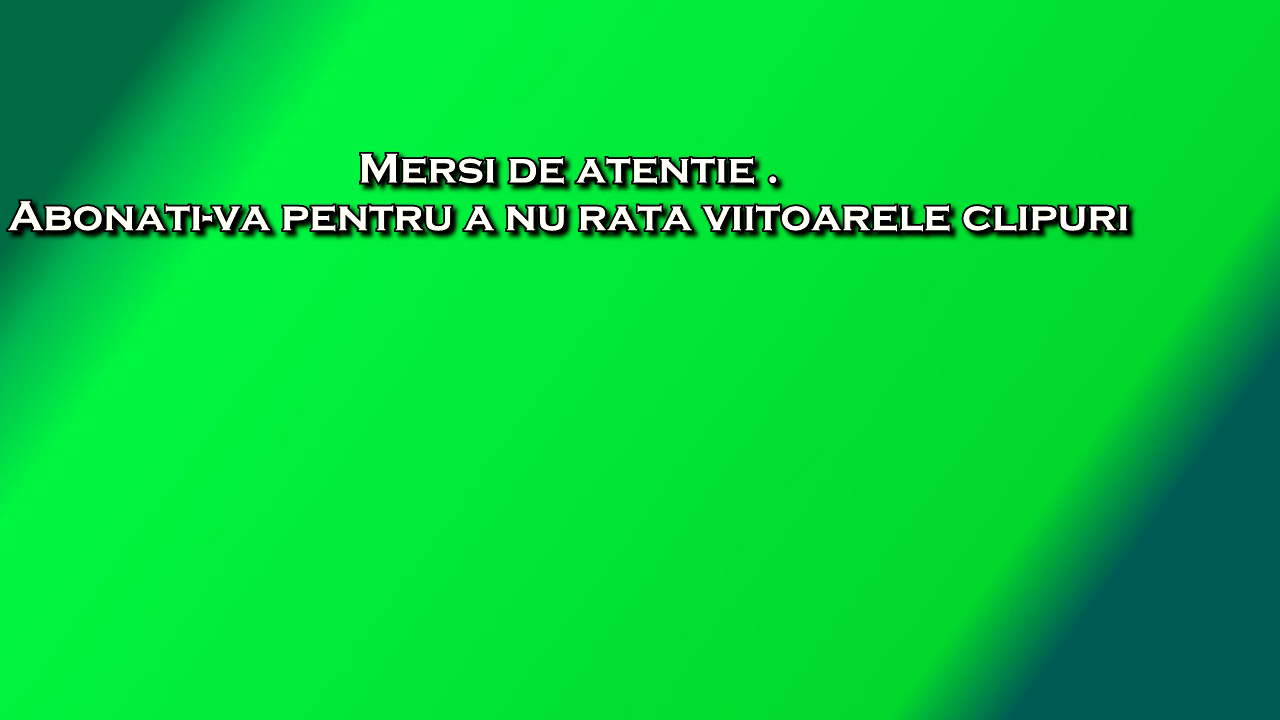 Mersi de atentie .
Abonati-va pentru a nu rata viitoarele clipuri